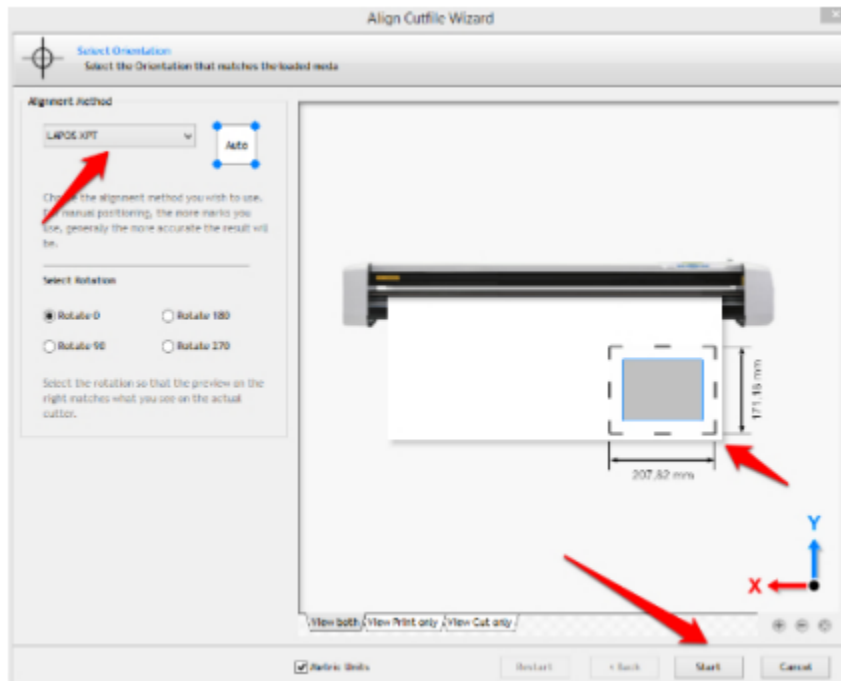 Align Cutfile Wizard
Select Orientation
Select the Orientation that matches the loaded media
Alignment Method
LAPOS XPT
Auto
Choose the alignment method you wish to use.
For manual positioning, the more marks you
use, generally the more accurate the result will
be.
Select Rotation
Rotate 0
Rotate 180
Rotate 90
Rotate 270
Select the rotation so that the preview on the
right matches what you see on the actual
cutter.
171,18 mm
207,82 mm
Y
X
View both
View Print only
View Cut only
Metric Units
Restart
< Back
Start
Cancel